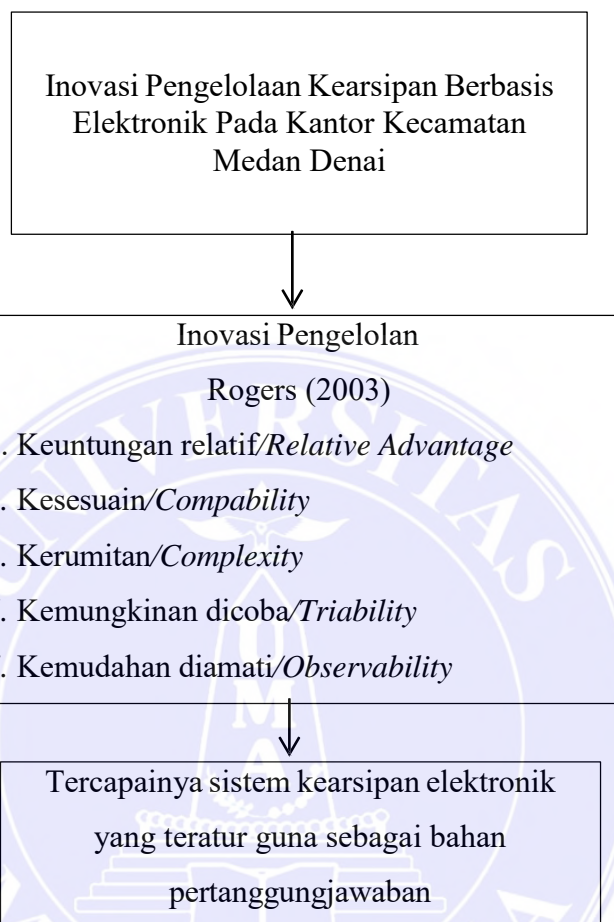 Inovasi Pengelolaan Kearsipan Berbasis
Elektronik Pada Kantor Kecamatan
Medan Denai
Inovasi Pengelolan
Rogers (2003)
. Keuntungan relatif/Relative Advantage
. Kesesuain/Compability
. Kerumitan/Complexity
. Kemungkinan dicoba/Triability
. Kemudahan diamati/Observability
Tercapainya sistem kearsipan elektronik
yang teratur guna sebagai bahan
pertanggungjawaban